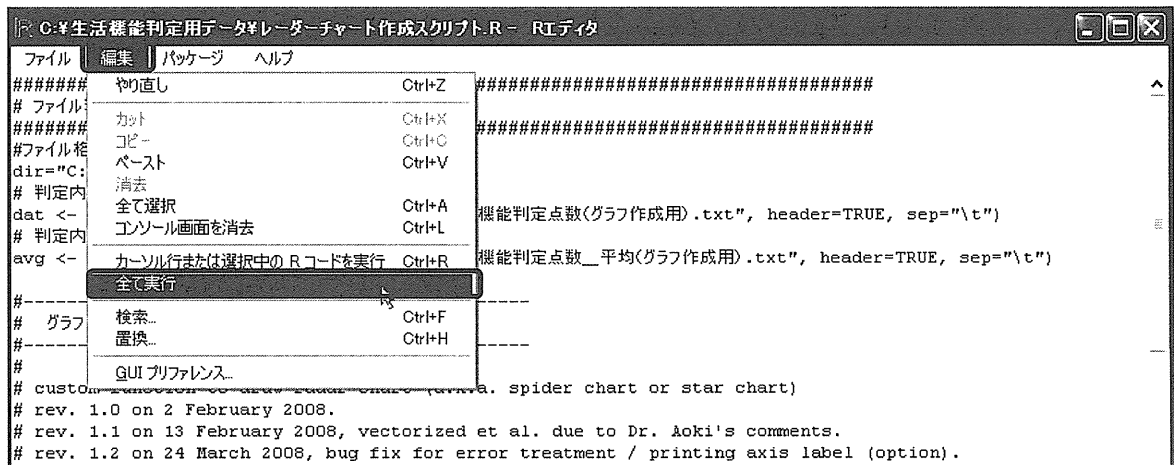 C:¥生活機能判定用データ¥レーダーチャート作成スクリプト.R - Rエディタ
ファイル 編集 パッケージ ヘルプ
やり直し Ctrl+Z
カット Ctrl+X
コピー Ctrl+C
ペースト Ctrl+V
消去
全て選択 Ctrl+A
コンソール画面を消去 Ctrl+L
カーソル行または選択中の R コードを実行 Ctrl+R
全て実行
検索... Ctrl+F
置換... Ctrl+H
GUI プリファレンス...
####### ###########################################
# ファイル
####### ###########################################
#ファイル格
dir="C:
# 判定内
dat <- 機能判定点数(グラフ作成用).txt", header=TRUE, sep="\t")
# 判定内
avg <- 機能判定点数__平均(グラフ作成用).txt", header=TRUE, sep="\t")
#------ -----
# グラフ
#------ -----
#
# custom a. spider chart or star chart)
# rev. 1.0 on 2 February 2008.
# rev. 1.1 on 13 February 2008, vectorized et al. due to Dr. Aoki's comments.
# rev. 1.2 on 24 March 2008, bug fix for error treatment / printing axis label (option).